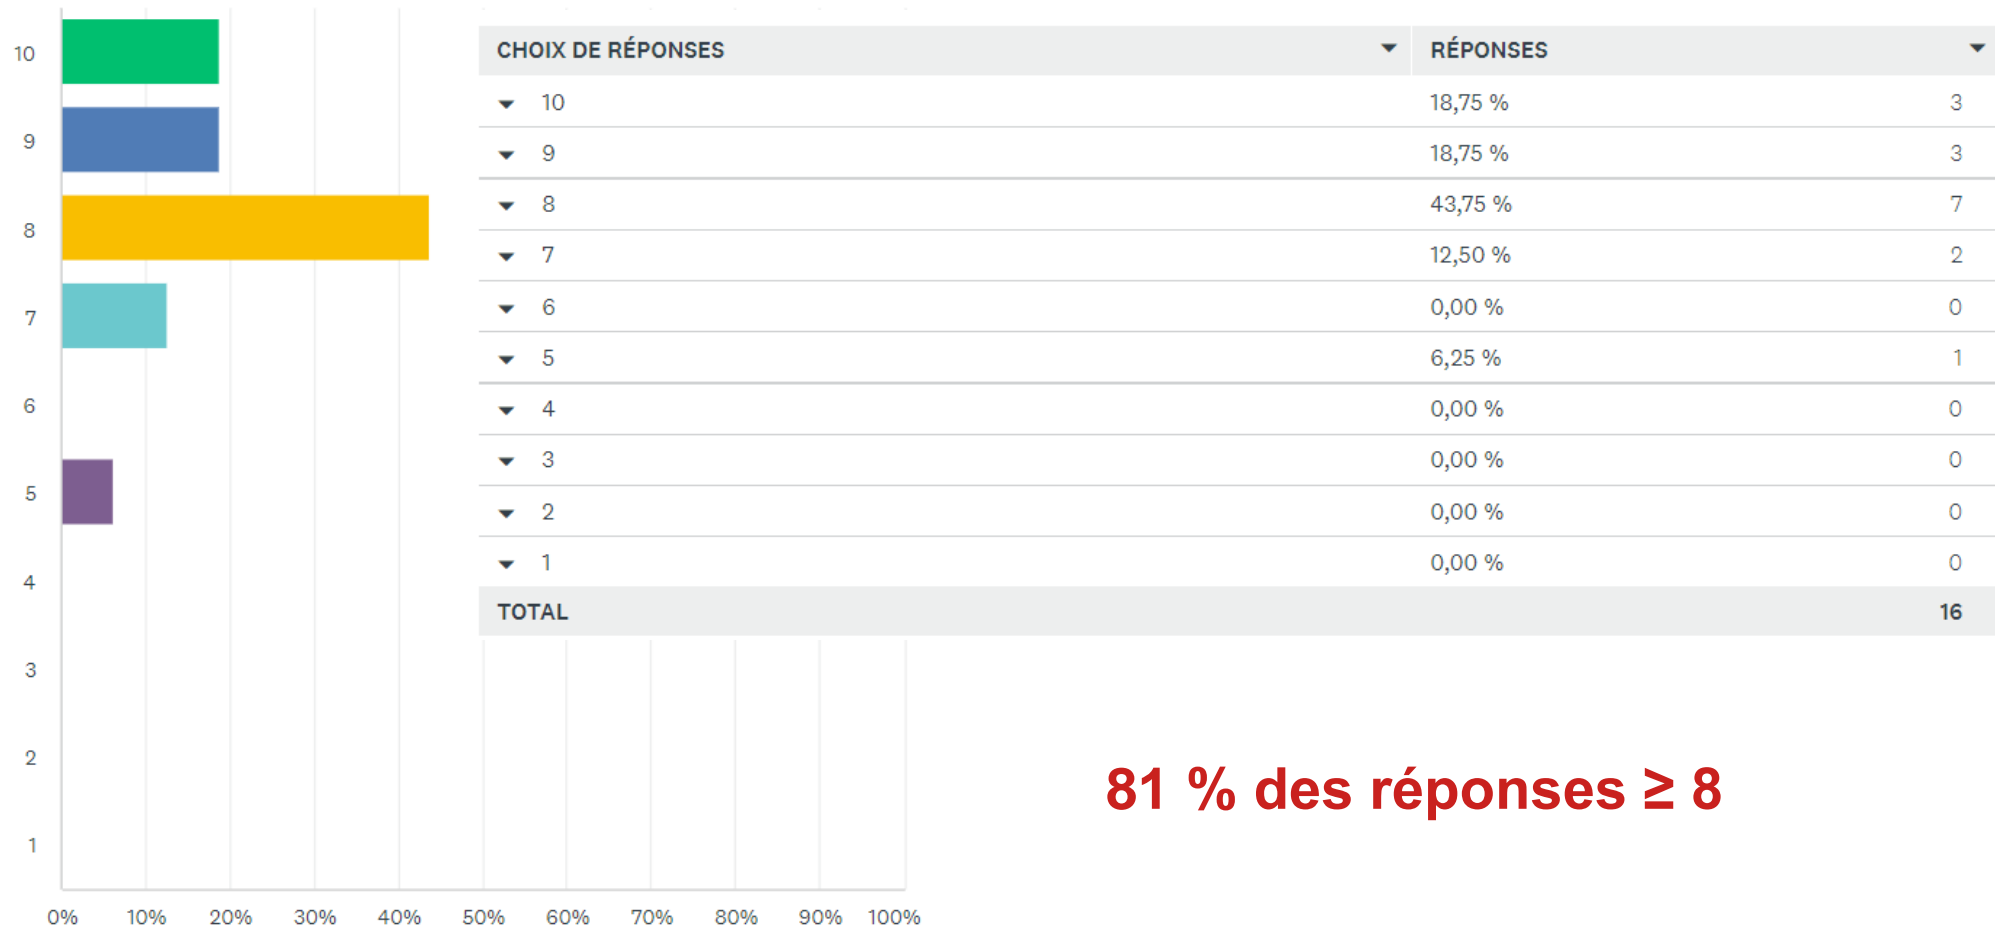 10
9
8
7
6
5
4
3
2
1
0% 10% 20% 30% 40% 50% 60% 70% 80% 90% 100%
CHOIX DE RÉPONSES RÉPONSES
10 18,75 % 3
9 18,75 % 3
8 43,75 % 7
7 12,50 % 2
6 0,00 % 0
5 6,25 % 1
4 0,00 % 0
3 0,00 % 0
2 0,00 % 0
1 0,00 % 0
TOTAL 16
81 % des réponses ≥ 8